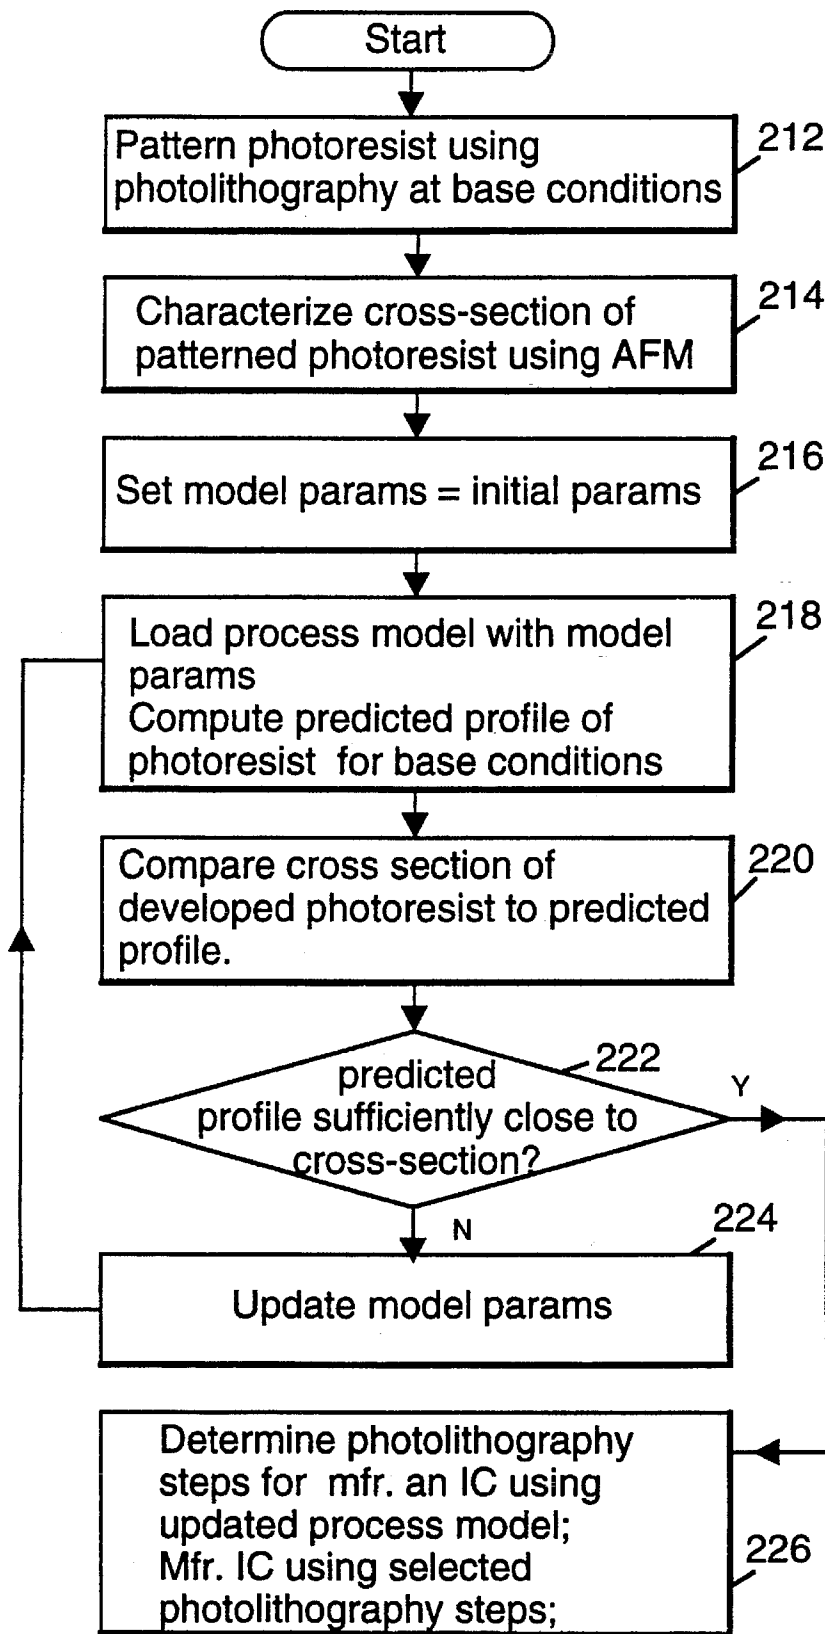 Start
212
Pattern photoresist using
photolithography at base conditions
214
Characterize cross-section of
patterned photoresist using AFM
216
Set model params = initial params
218
Load process model with model
params
Compute predicted profile of
photoresist for base conditions
220
Compare cross section of
developed photoresist to predicted
profile.
222
predicted
profile sufficiently close to
cross-section?
Y
N
224
Update model params
Determine photolithography
steps for mfr. an IC using
updated process model;
Mfr. IC using selected
photolithography steps;
226